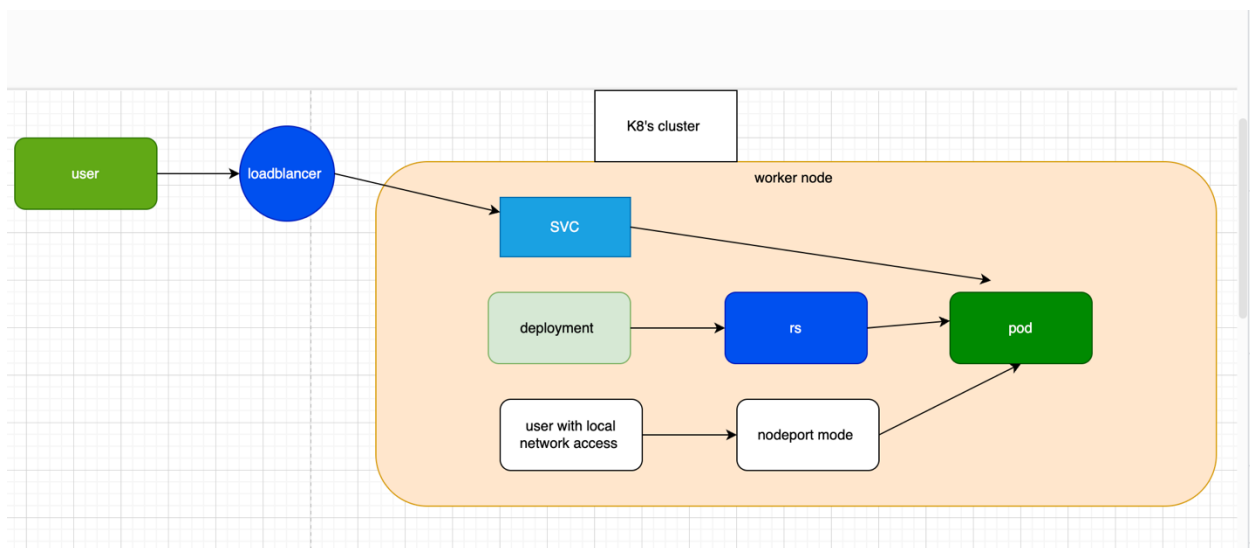 K8's cluster
worker node
user
loadblancer
SVC
deployment
rs
pod
user with local
network access
nodeport mode